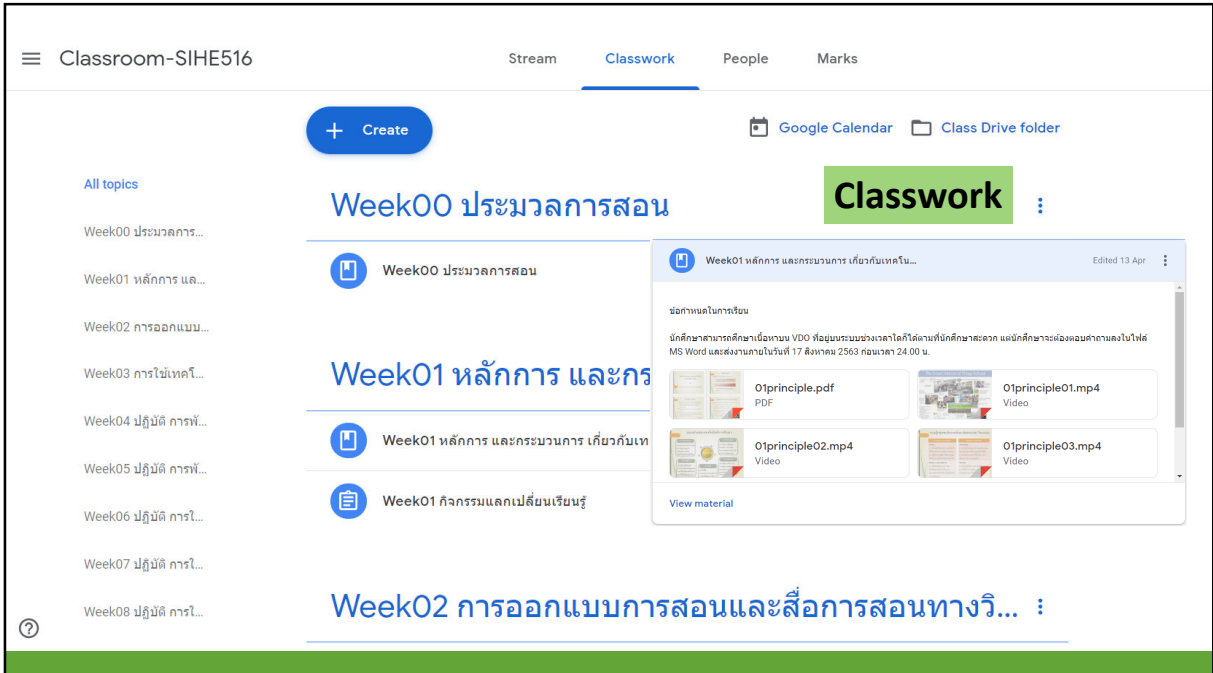 Classroom-SIHE516
Stream Classwork People Marks
Create
Google Calendar Class Drive folder
All topics
Week00 ประมวลการ...
Week01 หลักการ แล...
Week02 การออกแบบ...
Week03 การใช้เทคโ...
Week04 ปฏิบัติ การพั...
Week05 ปฏิบัติ การพั...
Week06 ปฏิบัติ การใ...
Week07 ปฏิบัติ การใ...
Week08 ปฏิบัติ การใ...
Week00 ประมวลการสอน
Classwork
Week00 ประมวลการสอน
Week01 หลักการ และกร
Week01 หลักการ และกระบวนการ เกี่ยวกับเท
Week01 กิจกรรมแลกเปลี่ยนเรียนรู้
Week01 หลักการ และกระบวนการ เกี่ยวกับเทคโน...
Edited 13 Apr
ข้อกำหนดในการเรียน
นักศึกษาสามารถศึกษาเนื้อหาบน VDO ที่อยู่บนระบบช่วงเวลาใดก็ได้ตามที่นักศึกษาสะดวก แต่นักศึกษาจะต้องตอบคำถามลงในไฟล์
MS Word และส่งงานภายในวันที่ 17 สิงหาคม 2563 ก่อนเวลา 24.00 น.
01principle.pdf
PDF
01principle01.mp4
Video
01principle02.mp4
Video
01principle03.mp4
Video
View material
Week02 การออกแบบการสอนและสื่อการสอนทางวิ...